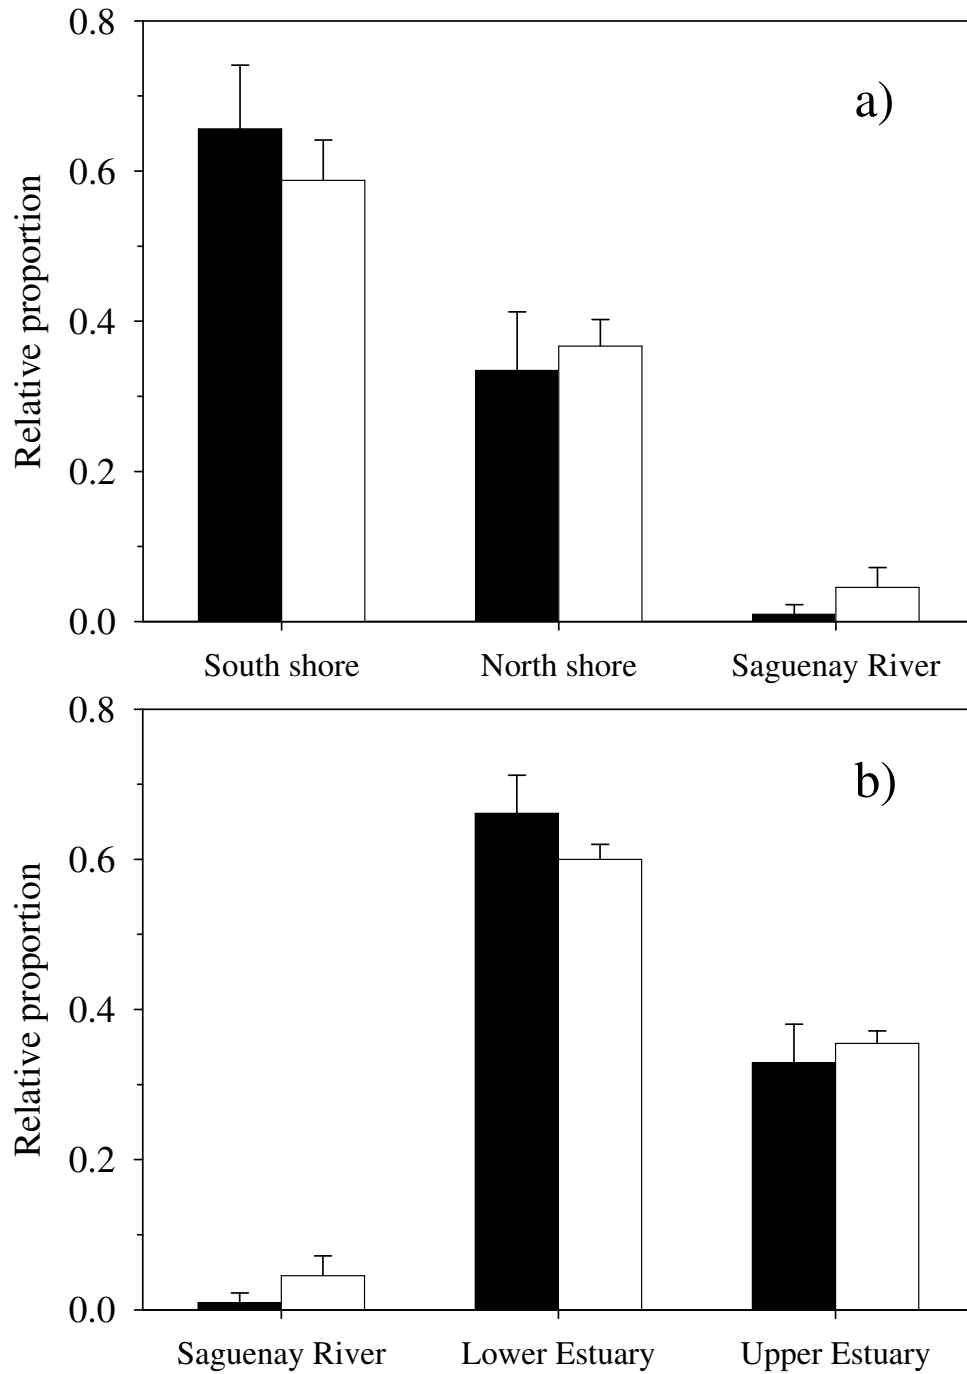 0.8
a)
0.6
Relative proportion
0.4
0.2
0.0
South shore North shore Saguenay River
0.8
b)
0.6
Relative proportion
0.4
0.2
0.0
Saguenay River Lower Estuary Upper Estuary